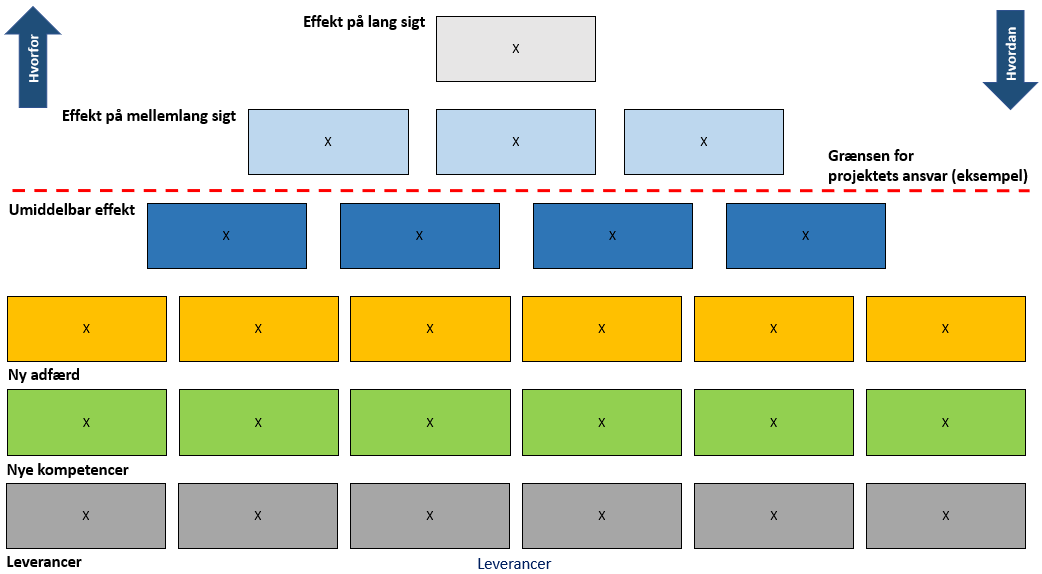 Effekt på lang sigt
X
Hvorfor
Hvordan
Effekt på mellemlang sigt
X X X
Grænsen for
projektets ansvar (eksempel)
Umiddelbar effekt
X X X X
X X X X X X
Ny adfærd
X X X X X X
Nye kompetencer
X X X X X X
Leverancer
Leverancer